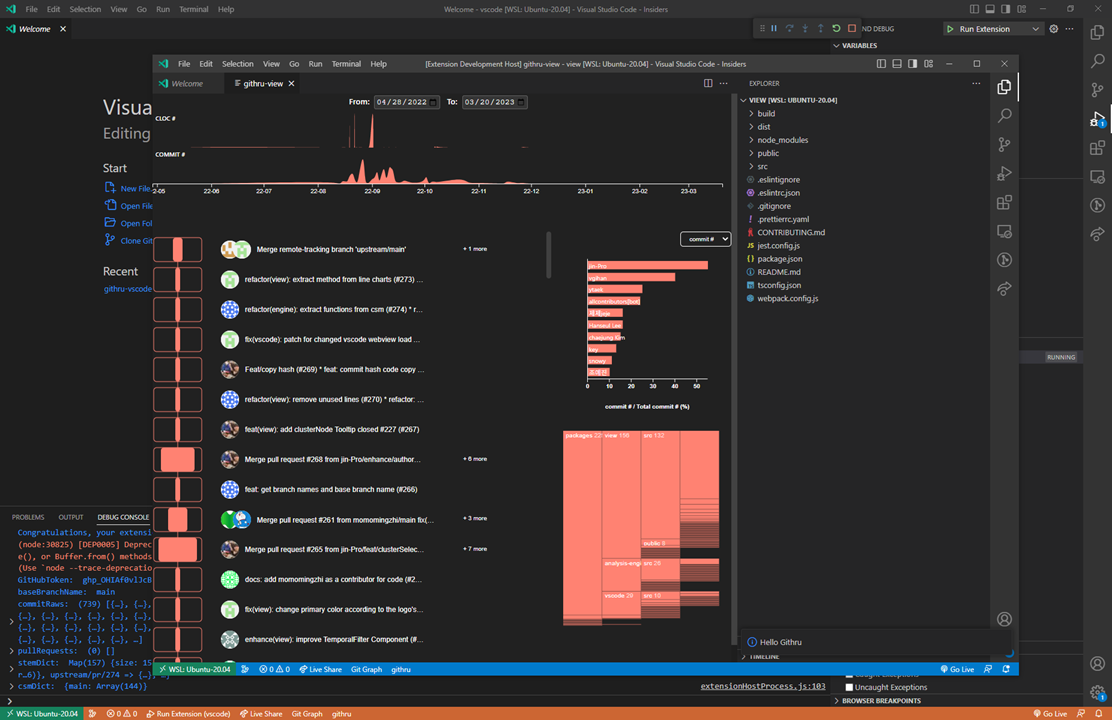 File Edit Selection View Go Run Terminal Help
Welcome - vscode [WSL: Ubuntu-20.04] - Visual Studio Code - Insiders
Welcome
ND DEBUG
Run Extension
VARIABLES
File Edit Selection View Go Run Terminal Help
[Extension Development Host] githru-view - view [WSL: Ubuntu-20.04] - Visual Studio Code - Insiders
Welcome
githru-view
Visua
Editing
Start
New File
Open File
Open Fol
Clone Git
Recent
githru-vscode
From: 04/28/2022 To: 03/20/2023
CLOC #
COMMIT #
22-05 22-06 22-07 22-08 22-09 22-10 22-11 22-12 23-01 23-02 23-03
Merge remote-tracking branch 'upstream/main'
+ 1 more
refactor(view): extract method from line charts (#273) ...
refactor(engine): extract functions from csm (#274) * r...
fix(vscode): patch for changed vscode webview load ...
Feat/copy hash (#269) * feat: commit hash code copy ...
refactor(view): remove unused lines (#270) * refactor: ...
feat(view): add clusterNode Tooltip closed #227 (#267)
Merge pull request #268 from jin-Pro/enhance/author...
+ 6 more
feat: get branch names and base branch name (#266)
Merge pull request #261 from momomingzhi/main fix(...
+ 3 more
Merge pull request #265 from jin-Pro/feat/clusterSelec...
+ 7 more
docs: add momomingzhi as a contributor for code (#2...
fix(view): change primary color according to the logo's...
enhance(view): improve TemporalFilter Component (#...
commit #
jin-Pro
vgihan
ytaek
allcontributors[bot]
Hanseul Lee
chaejung kim
snowy
0 10 20 30 40 50
commit # / Total commit # (%)
packages 22
view 150
src 132
public 8
analysis-engi
src 28
vscode 20
src 10
EXPLORER
VIEW [WSL: UBUNTU-20.04]
build
dist
node_modules
public
src
.eslintignore
.eslintrc.json
.gitignore
.prettierrc.yaml
CONTRIBUTING.md
jest.config.js
package.json
README.md
tsconfig.json
webpack.config.js
Hello Githru
TIMELINE
RUNNING
PROBLEMS OUTPUT DEBUG CONSOLE
Congratulations, your extensi
(node:30825) [DEP0005] Deprec
e(), or Buffer.from() methods
(Use `node --trace-deprecatio
GitHubToken: ghp_OHIAf0vlJcB
baseBranchName: main
commitRaws: (739) [{…}, {…},
{…}, {…}, {…}, {…}, {…}, {…},
{…}, {…}, {…}, {…}, {…}, {…},
{…}, {…}, {…}, {…}, {…}, …]
pullRequests: (0) []
stemDict: Map(157) {size: 15
r…6)}, upstream/pr/274 => {…}, …}
csmDict: {main: Array(144)}
extensionHostProcess.js:103
WSL: Ubuntu-20.04 0 0 Live Share Git Graph githru
Go Live
Caught Exceptions
Uncaught Exceptions
BROWSER BREAKPOINTS
WSL: Ubuntu-20.04 0 0 Run Extension (vscode) Live Share Git Graph githru
Go Live